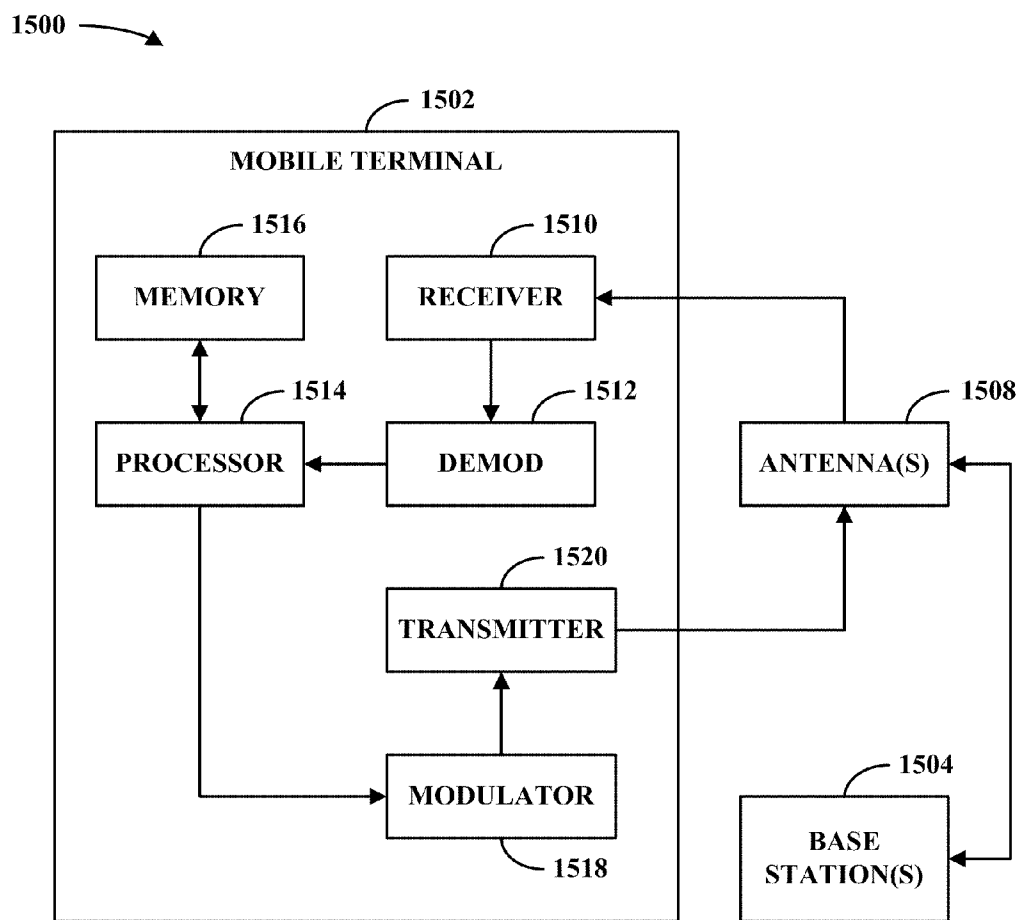 1500
1502
MOBILE TERMINAL
1516
1510
MEMORY
RECEIVER
1514
1512
1508
PROCESSOR
DEMOD
ANTENNA(S)
1520
TRANSMITTER
1504
MODULATOR
BASE
STATION(S)
1518